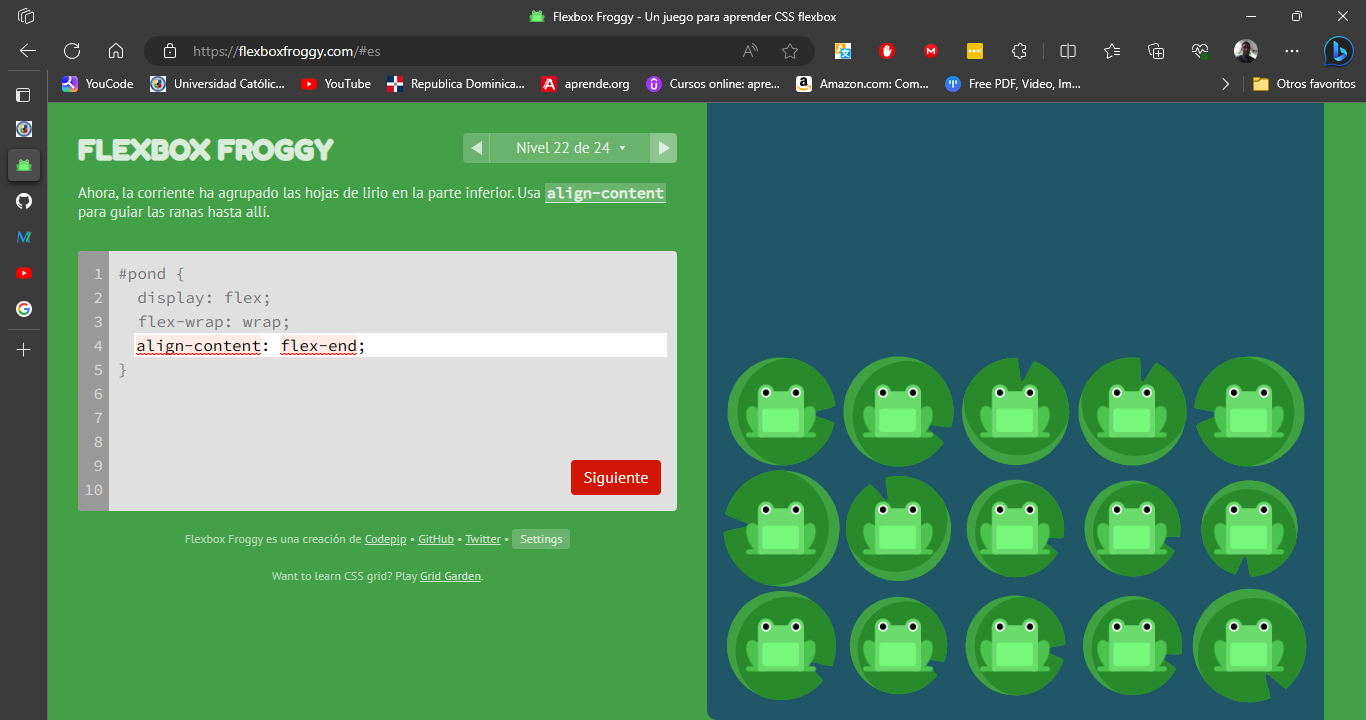 Flexbox Froggy - Un juego para aprender CSS flexbox
https://flexboxfroggy.com/#es
YouCode
Universidad Católic...
YouTube
Republica Dominica...
aprende.org
Cursos online: apre...
Amazon.com: Com...
Free PDF, Video, Im...
Otros favoritos
FLEXBOX FROGGY
Nivel 22 de 24
Ahora, la corriente ha agrupado las hojas de lirio en la parte inferior. Usa align-content
para guiar las ranas hasta allí.
1 #pond {
2 display: flex;
3 flex-wrap: wrap;
4 align-content: flex-end;
5 }
6
7
8
9
10
Siguiente
Flexbox Froggy es una creación de Codepip • GitHub • Twitter • Settings
Want to learn CSS grid? Play Grid Garden.